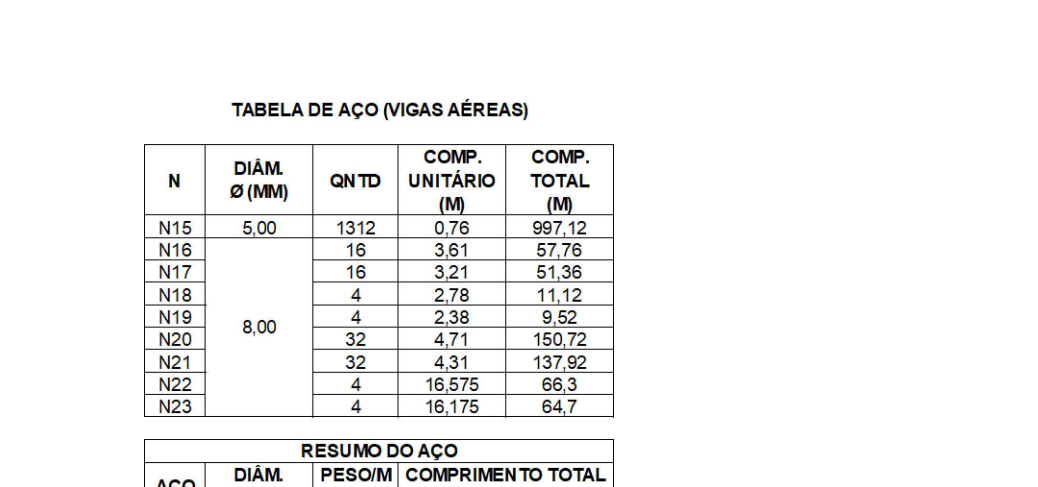 TABELA DE AÇO (VIGAS AÉREAS)
N DIÂM. Ø (MM) QNTD COMP. UNITÁRIO (M) COMP. TOTAL (M)
N15 5,00 1312 0,76 997,12
N16 8,00 16 3,61 57,76
N17 16 3,21 51,36
N18 4 2,78 11,12
N19 4 2,38 9,52
N20 32 4,71 150,72
N21 32 4,31 137,92
N22 4 16,575 66,3
N23 4 16,175 64,7
RESUMO DO AÇO
AÇO DIÂM. PESO/M COMPRIMENTO TOTAL